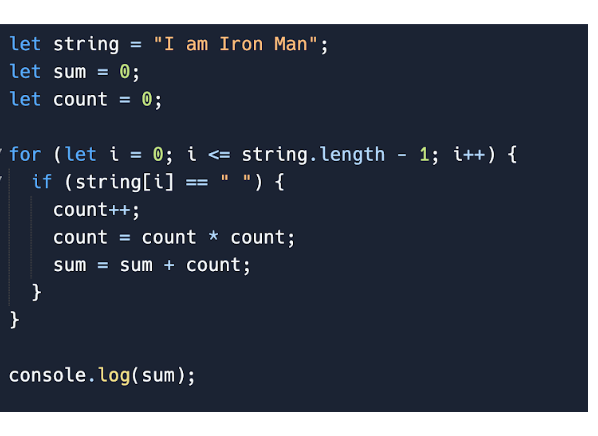 let string = "I am Iron Man";
let sum = 0;
let count = 0;
for (let i = 0; i <= string.length - 1; i++) {
if (string[i] == " ") {
count++;
count = count * count;
sum = sum + count;
}
}
console.log(sum);